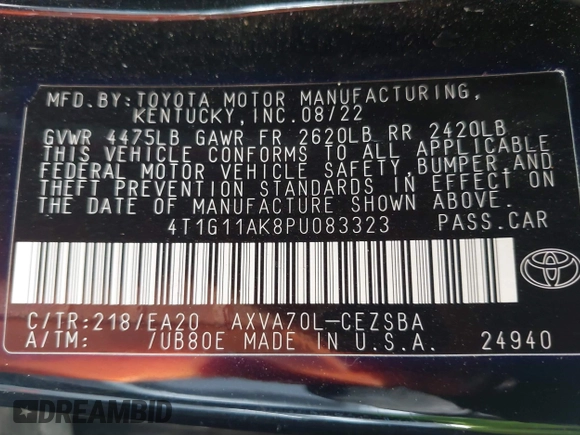 MFD.BY:TOYOTA MOTOR MANUFACTURING,
KENTUCKY,INC.08/22
GVWR 4475LB GAWR FR 2620LB RR 2420LB
THIS VEHICLE CONFORMS TO ALL APPLICABLE
FEDERAL MOTOR VEHICLE SAFETY,BUMPER AND
THEFT PREVENTION STANDARDS IN EFFECT ON
THE DATE OF MANUFACTURE SHOWN ABOVE.
4T1G11AK8PU083323 PASS.CAR
C/TR:218/EA20 AXVA70L-CEZSBA
A/TM: /UB80E MADE IN U.S.A. 24940
DREAMBID